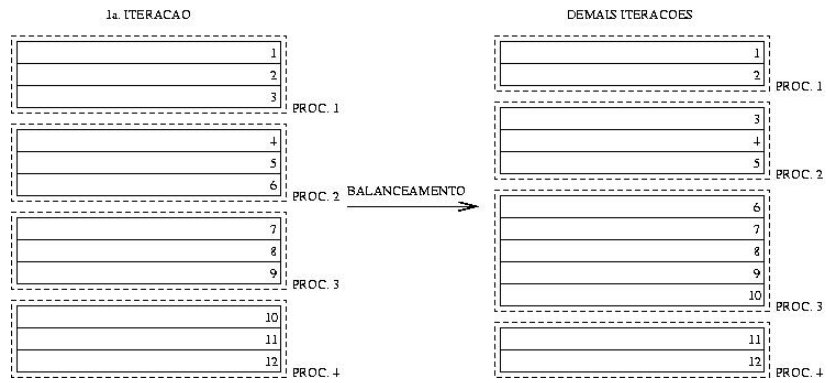 1a. ITERACAO
1
2
3
PROC. 1
4
5
6
PROC. 2
7
8
9
PROC. 3
10
11
12
PROC. 4
BALANCEAMENTO
DEMAIS ITERACOES
1
2
PROC. 1
3
4
5
PROC. 2
6
7
8
9
10
PROC. 3
11
12
PROC. 4